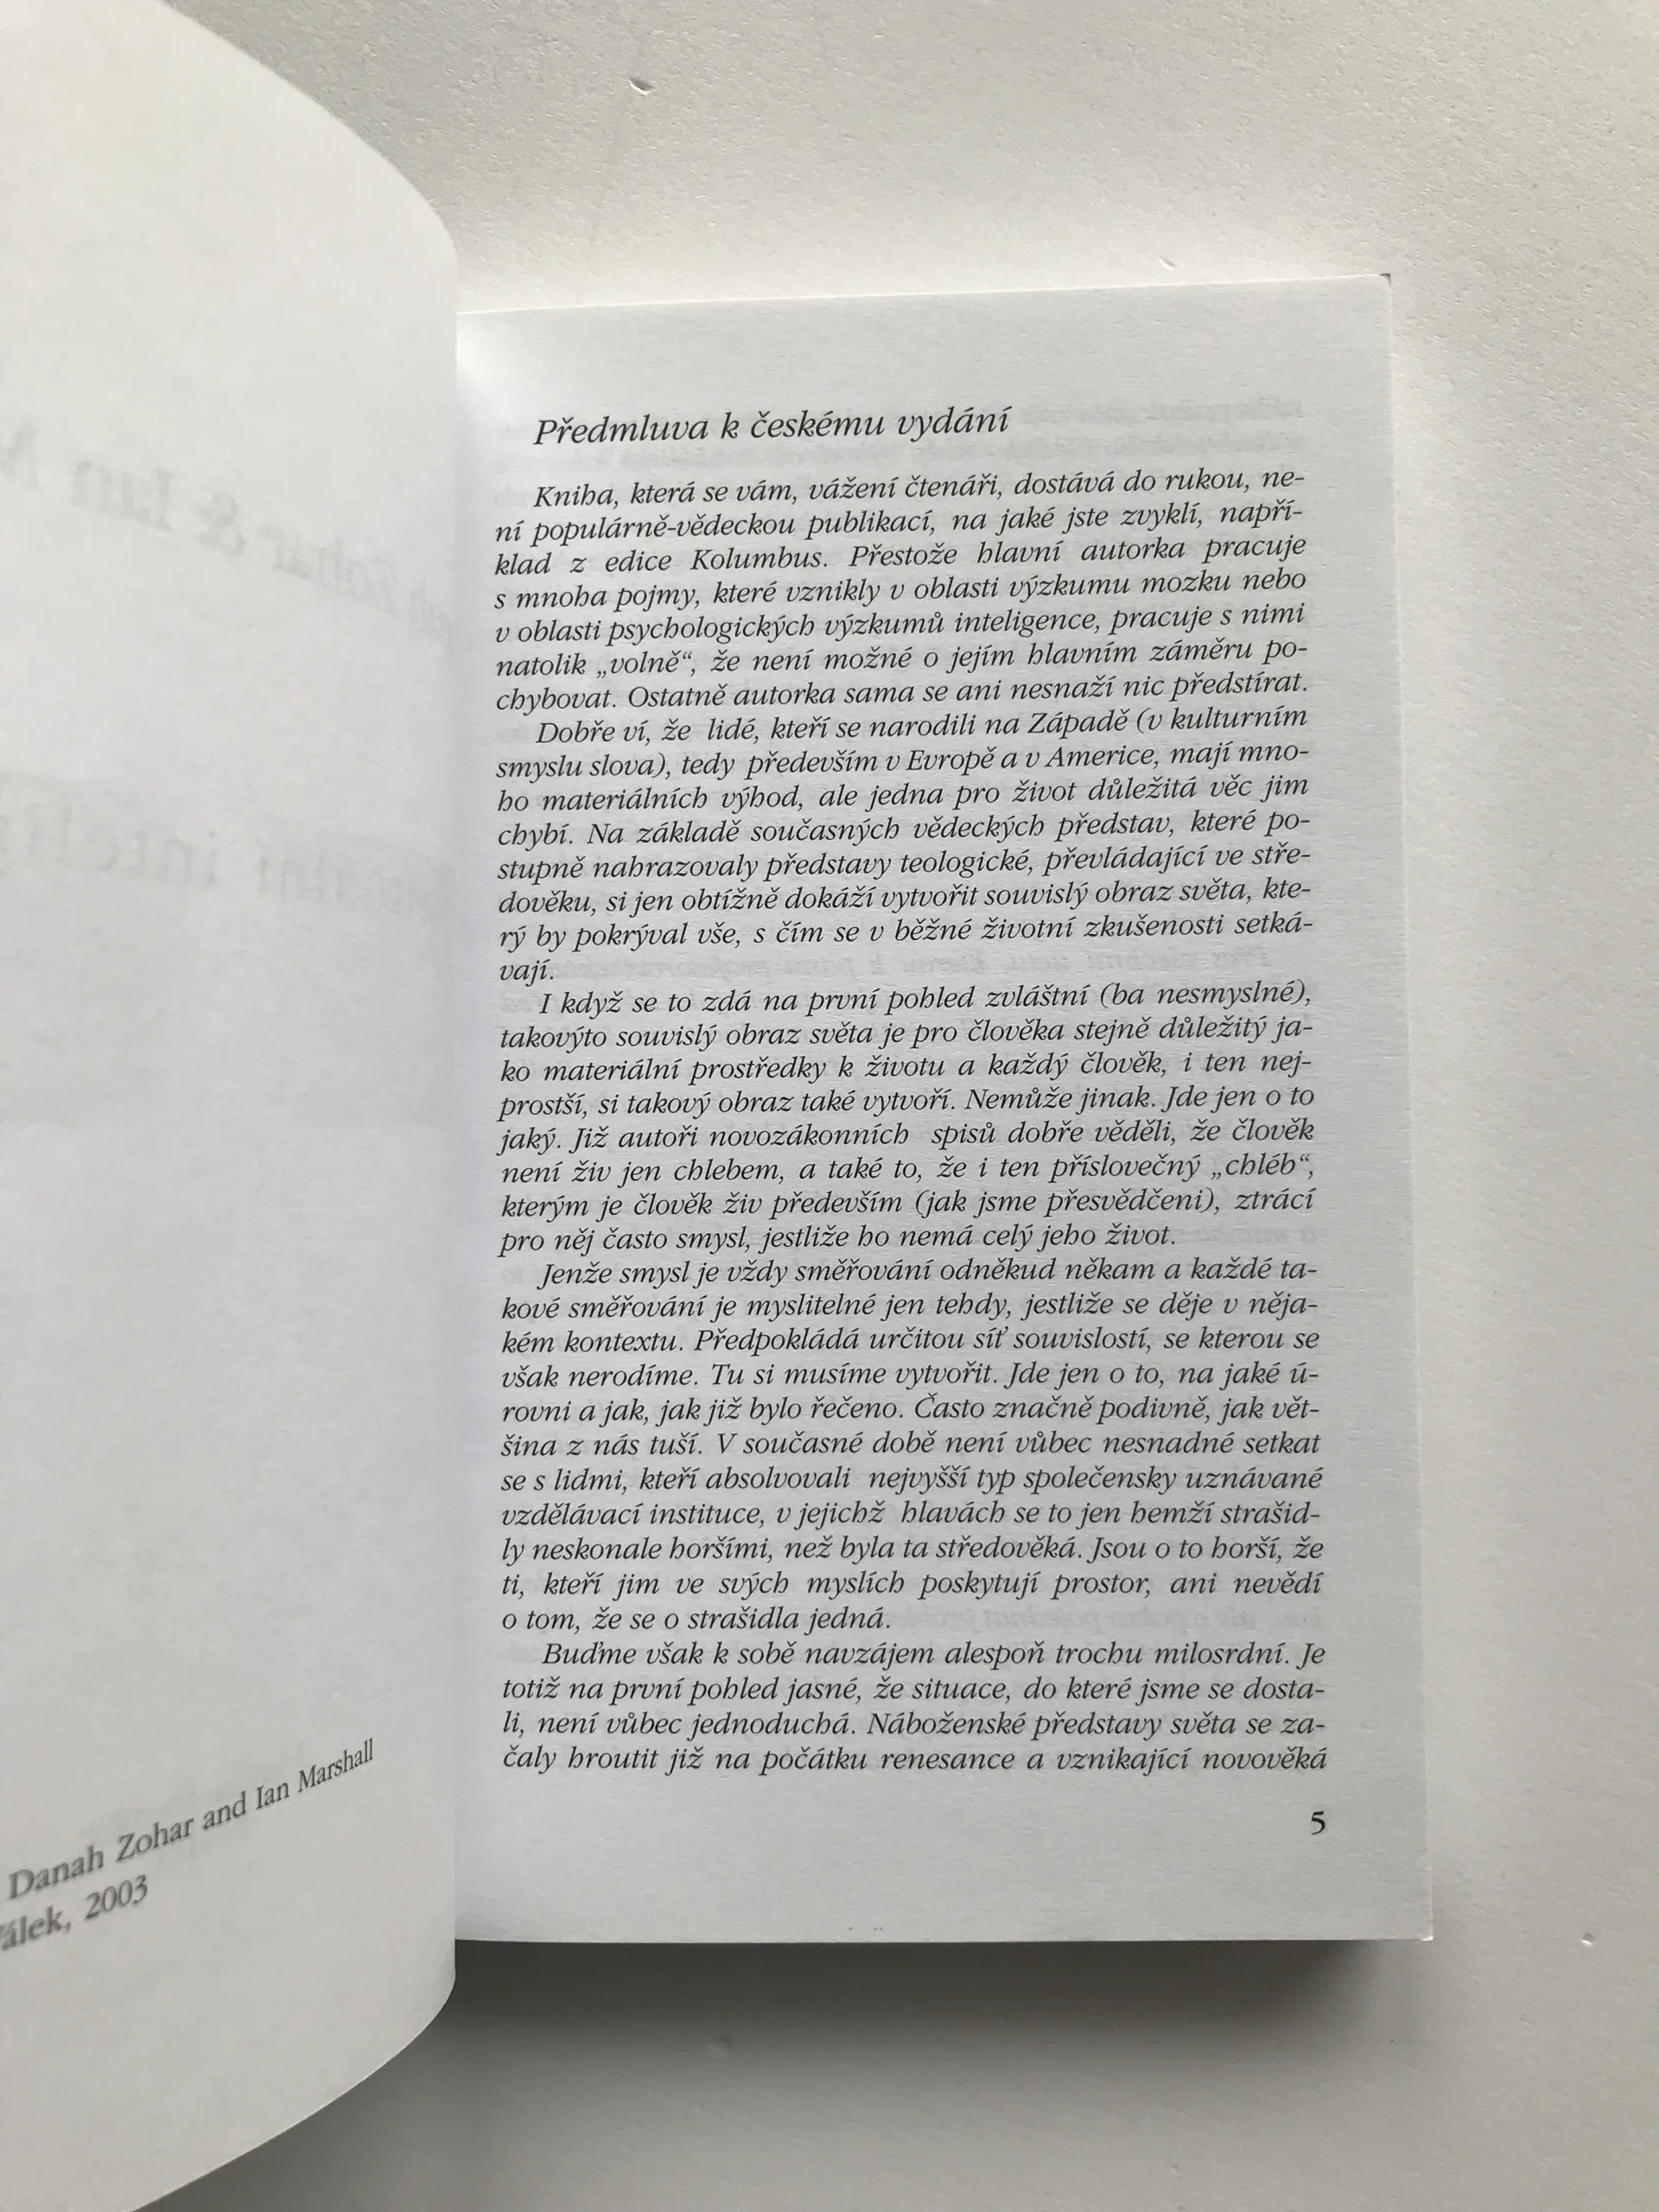 Danah Zohar and Ian Marshall
2003
Předmluva k českému vydání
Kniha, která se vám, vážení čtenáři, dostává do rukou, ne-
ní populárně-vědeckou publikací, na jaké jste zvyklí, napří-
klad z edice Kolumbus. Přestože hlavní autorka pracuje
s mnoha pojmy, které vznikly v oblasti výzkumu mozku nebo
v oblasti psychologických výzkumů inteligence, pracuje s nimi
natolik „volně“, že není možné o jejím hlavním záměru po-
chybovat. Ostatně autorka sama se ani nesnaží nic předstírat.
Dobře ví, že lidé, kteří se narodili na Západě (v kulturním
smyslu slova), tedy především v Evropě a v Americe, mají mno-
ho materiálních výhod, ale jedna pro život důležitá věc jim
chybí. Na základě současných vědeckých představ, které po-
stupně nahrazovaly představy teologické, převládající ve stře-
dověku, si jen obtížně dokáží vytvořit souvislý obraz světa, kte-
rý by pokrýval vše, s čím se v běžné životní zkušenosti setká-
vají.
I když se to zdá na první pohled zvláštní (ba nesmyslné),
takovýto souvislý obraz světa je pro člověka stejně důležitý ja-
ko materiální prostředky k životu a každý člověk, i ten nej-
prostší, si takový obraz také vytvoří. Nemůže jinak. Jde jen o to
jaký. Již autoři novozákonních spisů dobře věděli, že člověk
není živ jen chlebem, a také to, že i ten příslovečný „chléb“,
kterým je člověk živ především (jak jsme přesvědčeni), ztrácí
pro něj často smysl, jestliže ho nemá celý jeho život.
Jenže smysl je vždy směřování odněkud někam a každé ta-
kové směřování je myslitelné jen tehdy, jestliže se děje v něja-
kém kontextu. Předpokládá určitou síť souvislostí, se kterou se
však nerodíme. Tu si musíme vytvořit. Jde jen o to, na jaké ú-
rovni a jak, jak již bylo řečeno. Často značně podivně, jak vět-
šina z nás tuší. V současné době není vůbec nesnadné setkat
se s lidmi, kteří absolvovali nejvyšší typ společensky uznávané
vzdělávací instituce, v jejichž hlavách se to jen hemží strašid-
ly neskonale horšími, než byla ta středověká. Jsou o to horší, že
ti, kteří jim ve svých myslích poskytují prostor, ani nevědí
o tom, že se o strašidla jedná.
Buďme však k sobě navzájem alespoň trochu milosrdní. Je
totiž na první pohled jasné, že situace, do které jsme se dosta-
li, není vůbec jednoduchá. Náboženské představy světa se za-
čaly hroutit již na počátku renesance a vznikající novověká
5